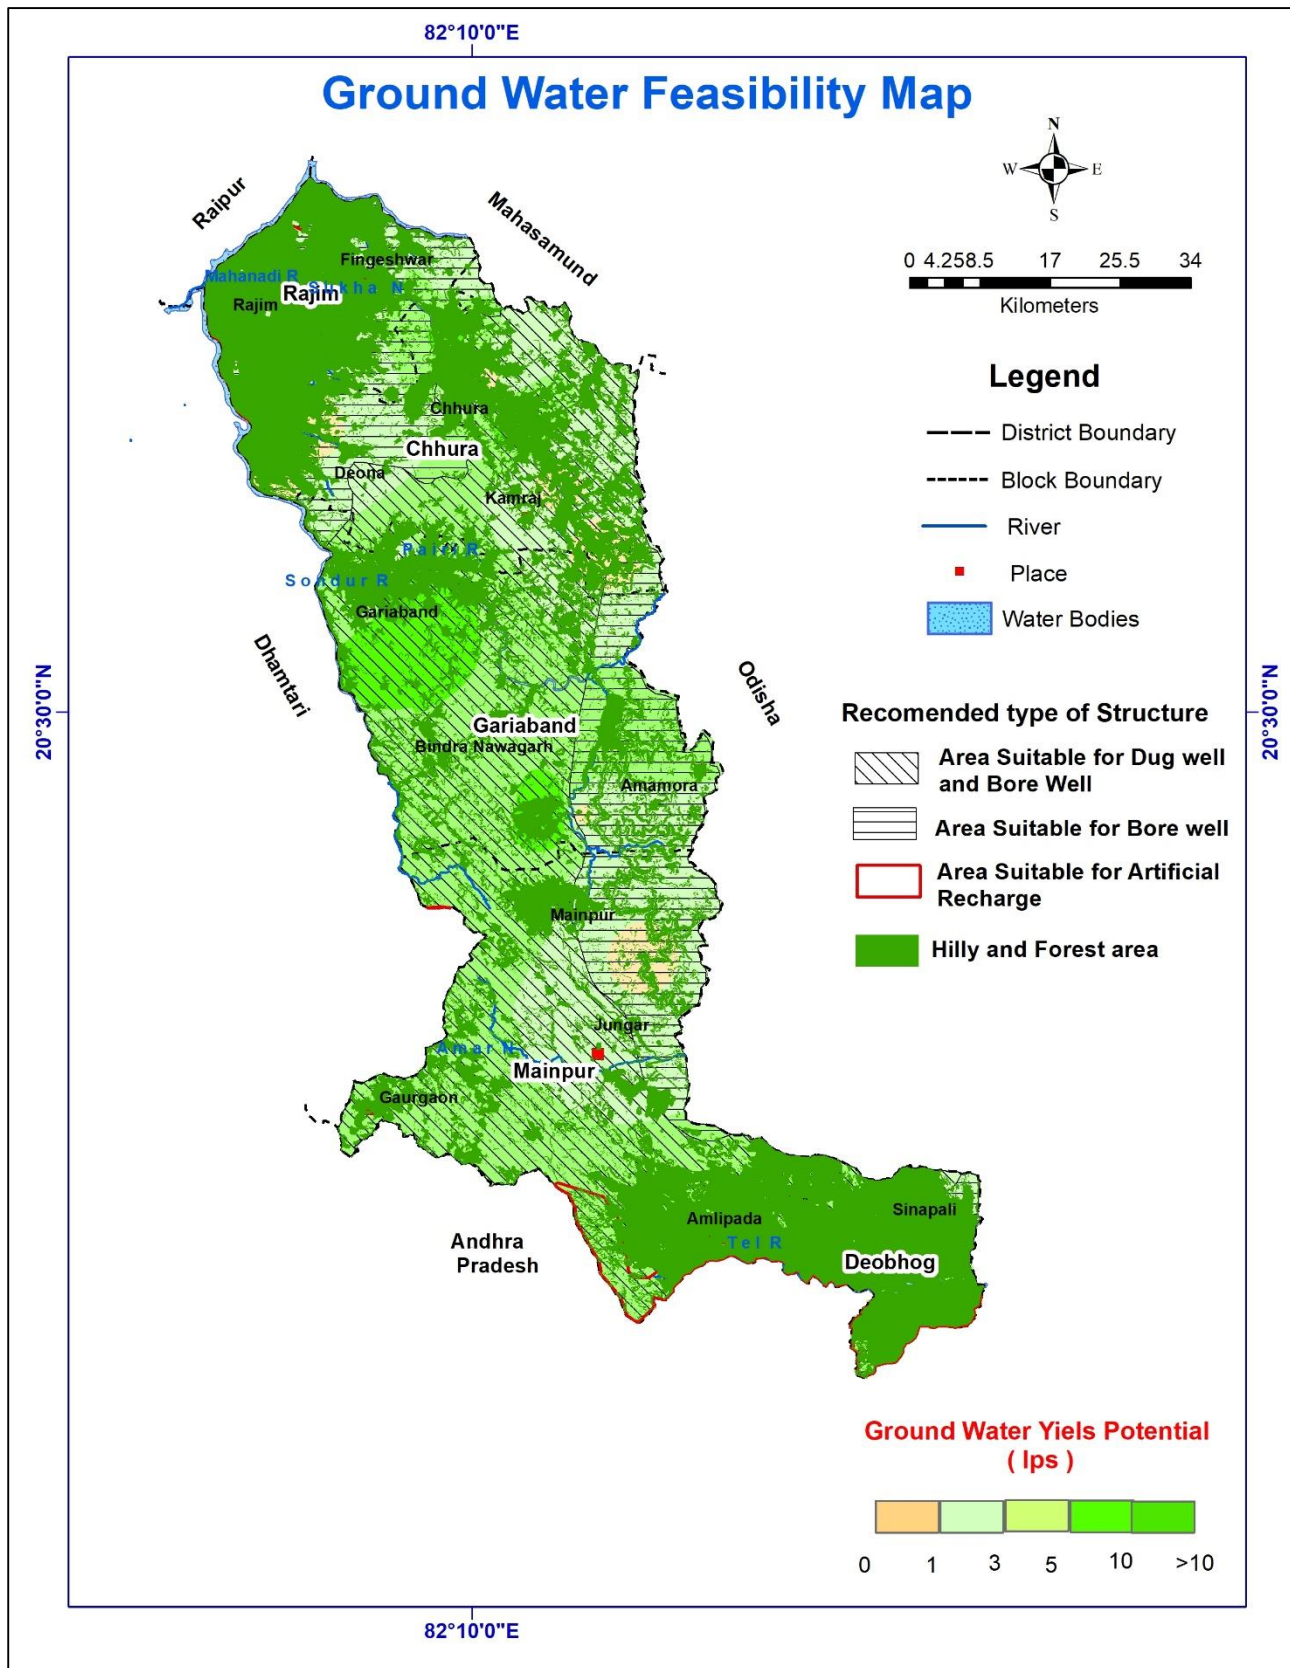 82°10'0"E
Ground Water Feasibility Map
N
W
E
S
Raipur
Mahasamund
0 4.25 8.5 17 25.5 34
Kilometers
Fingeshwar
Mahanadi R
Sukha N
Rajim
Rajim
Legend
District Boundary
Block Boundary
River
Place
Water Bodies
Chhura
Chhura
Deona
Kamraj
Pairi R
Sondur R
Gariaband
Dhamtari
Odisha
20°30'0"N
20°30'0"N
Gariaband
Bindra Nawagarh
Amamora
Recomended type of Structure
Area Suitable for Dug well
and Bore Well
Area Suitable for Bore well
Area Suitable for Artificial
Recharge
Hilly and Forest area
Mainpur
Jungar
Amar N
Mainpur
Gaurgaon
Sinapali
Amlipada
Tel R
Deobhog
Andhra
Pradesh
Ground Water Yiels Potential
( lps )
0 1 3 5 10 >10
82°10'0"E